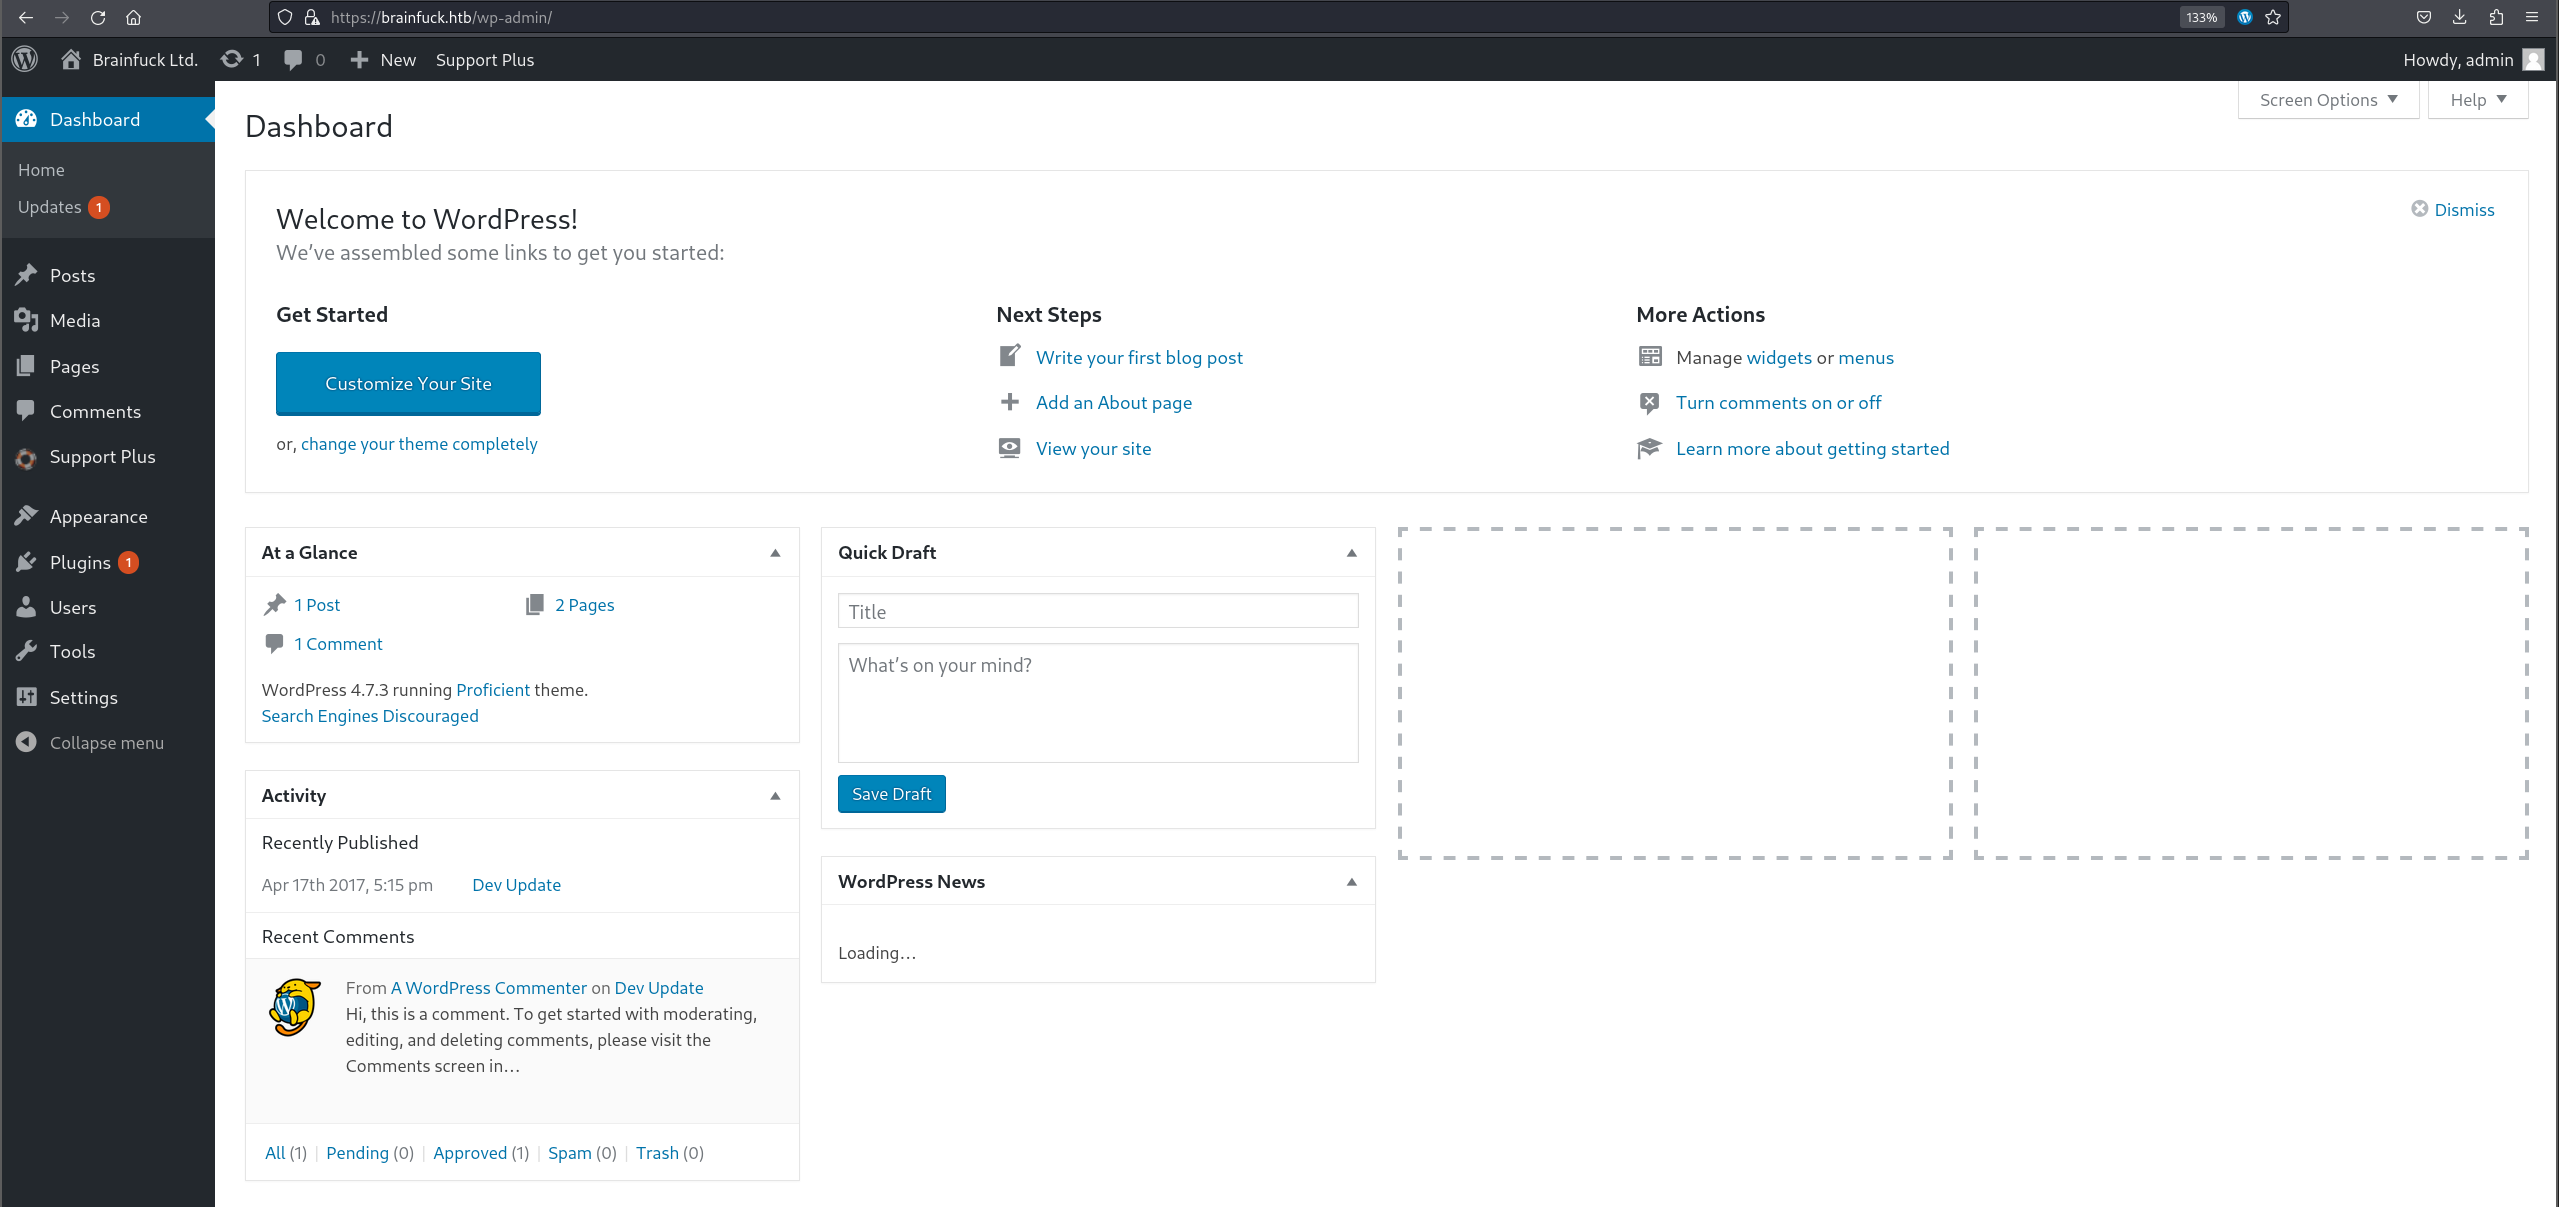 https://brainfuck.htb/wp-admin/
133%
Brainfuck Ltd.
1
0
New
Support Plus
Howdy, admin
Dashboard
Home
Updates 1
Posts
Media
Pages
Comments
Support Plus
Appearance
Plugins 1
Users
Tools
Settings
Collapse menu
Screen Options
Help
Dashboard
Welcome to WordPress!
We've assembled some links to get you started:
Dismiss
Get Started
Customize Your Site
or, change your theme completely
Next Steps
Write your first blog post
Add an About page
View your site
More Actions
Manage widgets or menus
Turn comments on or off
Learn more about getting started
At a Glance
1 Post
2 Pages
1 Comment
WordPress 4.7.3 running Proficient theme.
Search Engines Discouraged
Activity
Recently Published
Apr 17th 2017, 5:15 pm Dev Update
Recent Comments
From A WordPress Commenter on Dev Update
Hi, this is a comment. To get started with moderating,
editing, and deleting comments, please visit the
Comments screen in…
All (1) | Pending (0) | Approved (1) | Spam (0) | Trash (0)
Quick Draft
Title
What's on your mind?
Save Draft
WordPress News
Loading…